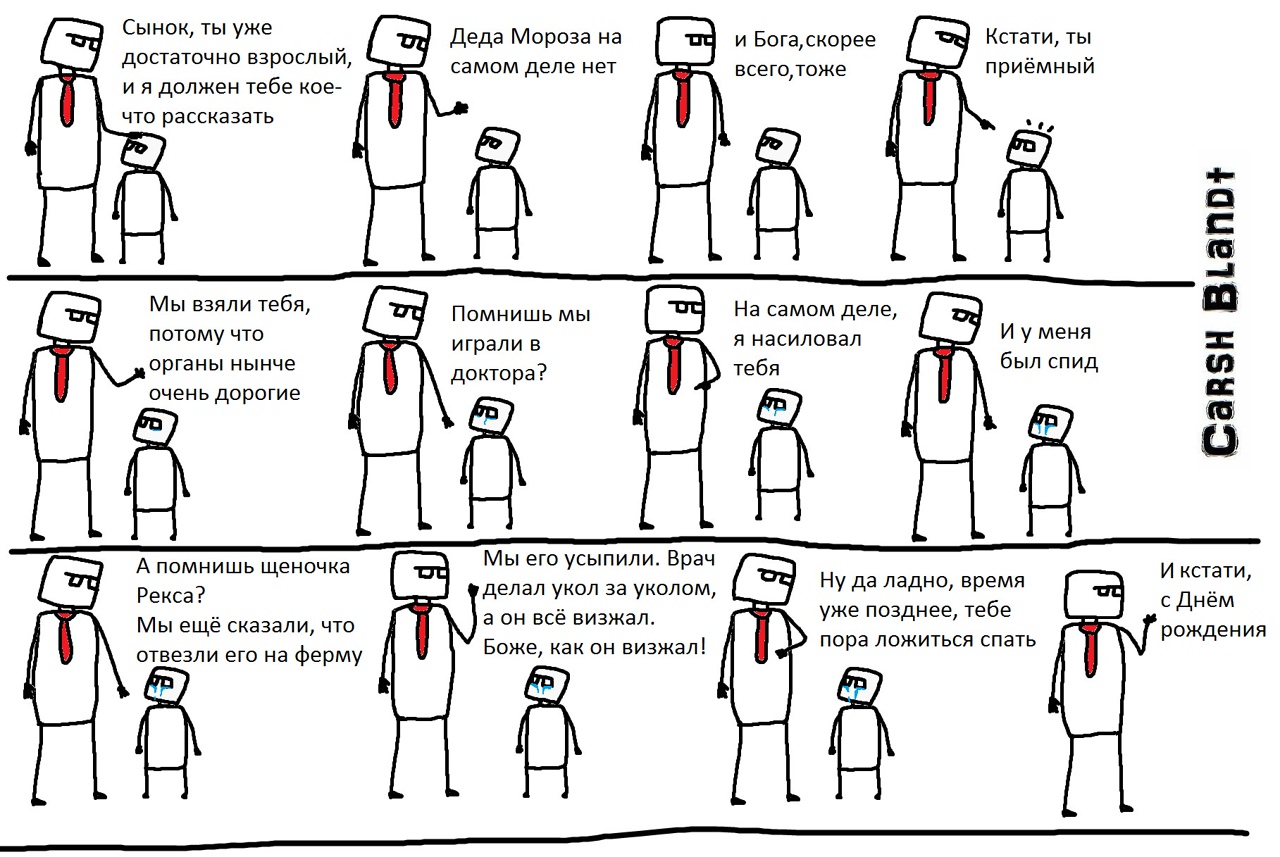 Сынок, ты уже
достаточно взрослый,
и я должен тебе кое-
что рассказать
Деда Мороза на
самом деле нет
и Бога,скорее
всего,тоже
Кстати, ты
приёмный
Мы взяли тебя,
потому что
органы нынче
очень дорогие
Помнишь мы
играли в
доктора?
На самом деле,
я насиловал
тебя
И у меня
был спид
А помнишь щеночка
Рекса?
Мы ещё сказали, что
отвезли его на ферму
Мы его усыпили. Врач
делал укол за уколом,
а он всё визжал.
Боже, как он визжал!
Ну да ладно, время
уже позднее, тебе
пора ложиться спать
И кстати,
с Днём
рождения
CARSH BLANDT